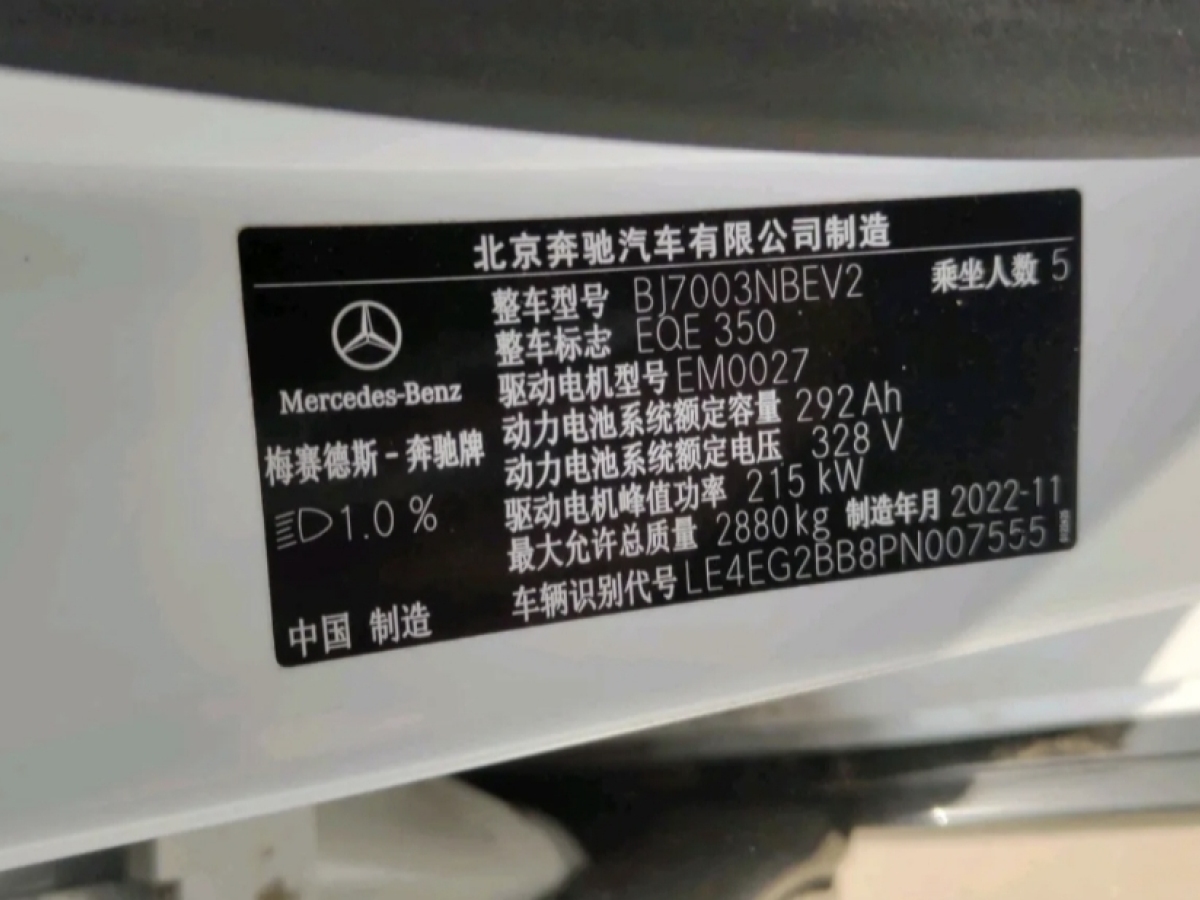 北京奔驰汽车有限公司制造
整车型号 BJ7003NBEV2 乘坐人数 5
整车标志 EQE 350
驱动电机型号 EM0027
动力电池系统额定容量 292Ah
动力电池系统额定电压 328 V
驱动电机峰值功率 215 kW
最大允许总质量 2880kg 制造年月 2022-11
车辆识别代号 LE4EG2BB8PN007555
Mercedes-Benz
梅赛德斯-奔驰牌
1.0 %
中国 制造